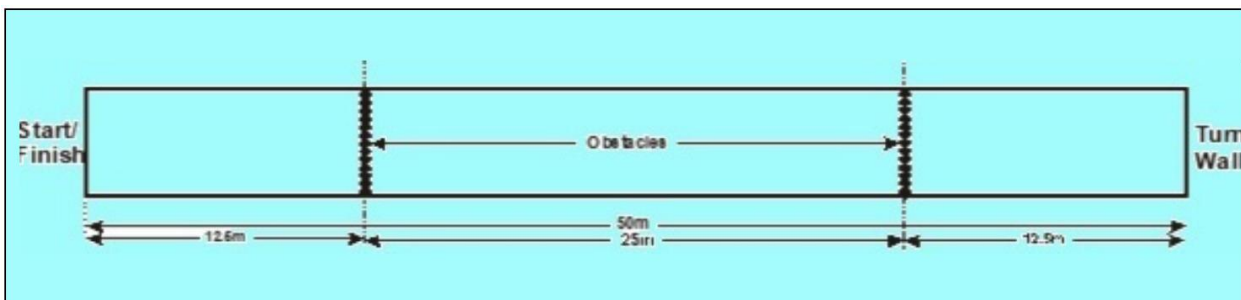 Start/
Finish
Obstacles
Turn
Wall
50m
12.5m
25m
12.5m